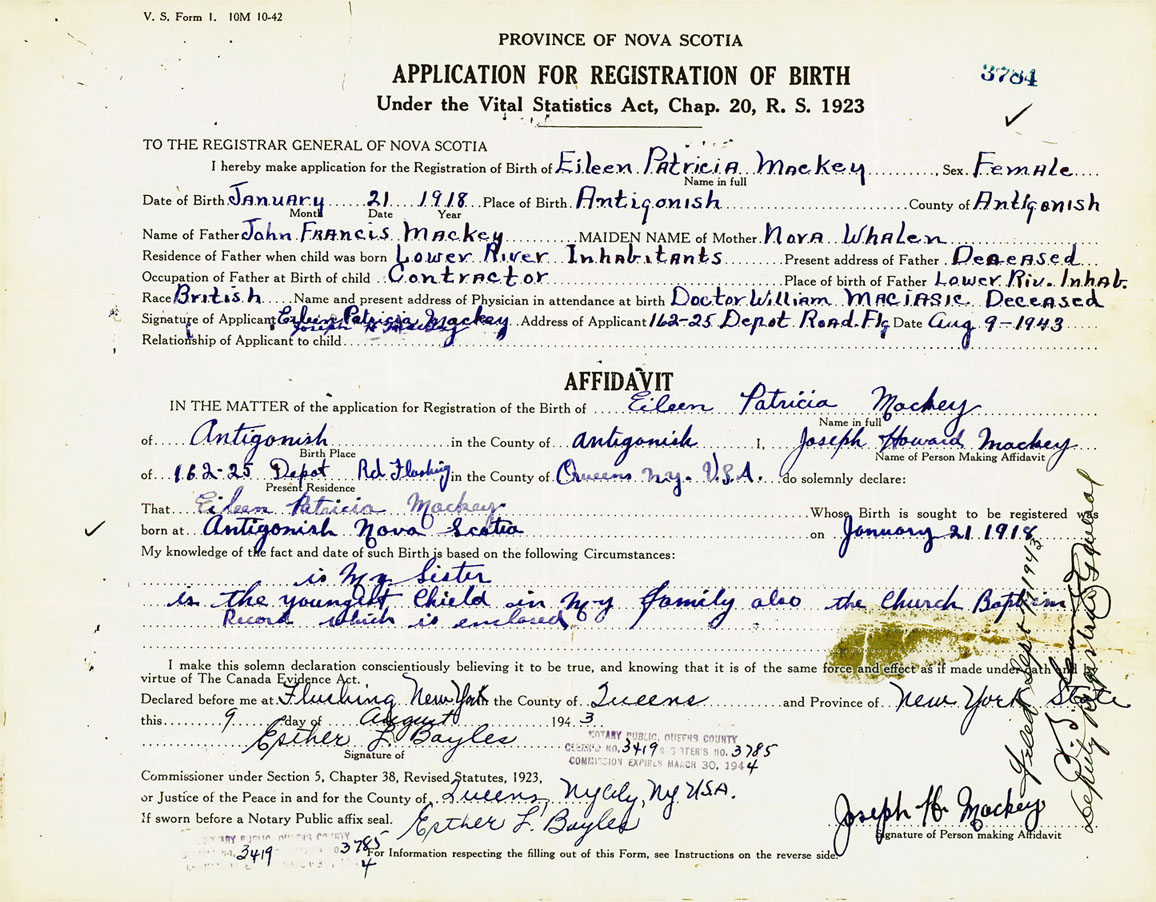 V. S. Form 1. 10M 10-42
PROVINCE OF NOVA SCOTIA
APPLICATION FOR REGISTRATION OF BIRTH
3784
Under the Vital Statistics Act, Chap. 20, R. S. 1923
TO THE REGISTRAR GENERAL OF NOVA SCOTIA
I hereby make application for the Registration of Birth of Eileen Patricia Mackey, Sex Female
Name in full
Date of Birth January 21 1918 Place of Birth Antigonish County of Antigonish
Month Date Year
Name of Father John Francis Mackey MAIDEN NAME of Mother Nora Whalen
Residence of Father when child was born Lower River Inhabitants Present address of Father Deceased
Occupation of Father at Birth of child Contractor Place of birth of Father Lower Riv. Inhab.
Race British Name and present address of Physician in attendance at birth Doctor William Deceased
Signature of Applicant Eileen Patricia Mackey Address of Applicant 162-25 Depot Road. Flg Date Aug 9-1943
Joseph H
Relationship of Applicant to child
AFFIDAVIT
IN THE MATTER of the application for Registration of the Birth of Eileen Patricia Mackey
Name in full
of Antigonish in the County of Antigonish I, Joseph Howard Mackey
Birth Place Name of Person Making Affidavit
of 162-25 Depot Rd Flushing in the County of Queens N.Y. U.S.A. do solemnly declare:
Present Residence
That Eileen Patricia Mackey Whose Birth is sought to be registered was
born at Antigonish Nova Scotia on January 21 1918
My knowledge of the fact and date of such Birth is based on the following Circumstances:
is My Sister
is the youngest Child in My family also the Church Baptism
Record which is enclosed
I make this solemn declaration conscientiously believing it to be true, and knowing that it is of the same force and effect as if made under oath and
virtue of The Canada Evidence Act.
Declared before me at Flushing New York in the County of Queens and Province of New York State
this 9 day of August 1943
Esther L. Bayles
Signature of
NOTARY PUBLIC, QUEENS COUNTY
CLERK'S NO. 3419 REGISTER'S NO. 3785
COMMISSION EXPIRES MARCH 30, 1944
Commissioner under Section 5, Chapter 38, Revised Statutes, 1923,
or Justice of the Peace in and for the County of Queens, NyCity, Ny USA.
If sworn before a Notary Public affix seal. Esther L. Bayles
Joseph H. Mackey
Signature of Person making Affidavit
NOTARY PUBLIC QUEENS COUNTY
3419 3785
4
For Information respecting the filling out of this Form, see Instructions on the reverse side.
Filed Sept 1943
Deputy Registrar General